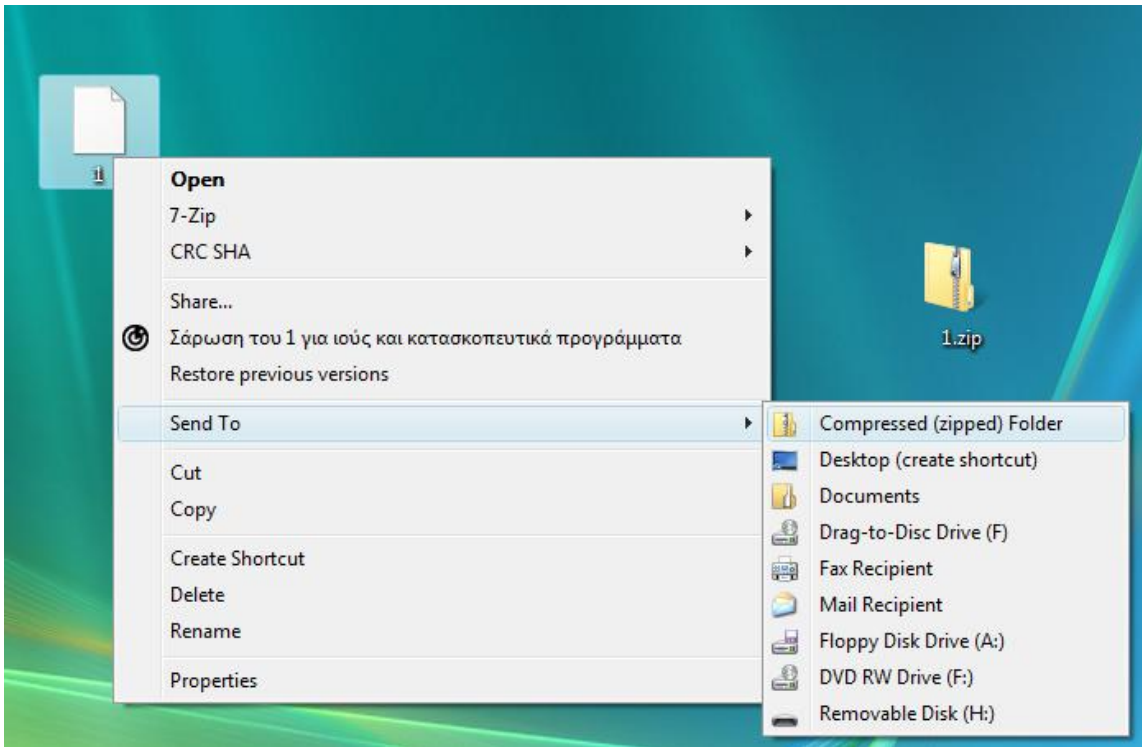 1
Open
7-Zip
CRC SHA
Share...
Σάρωση του 1 για ιούς και κατασκοπευτικά προγράμματα
Restore previous versions
Send To
Cut
Copy
Create Shortcut
Delete
Rename
Properties
1.zip
Compressed (zipped) Folder
Desktop (create shortcut)
Documents
Drag-to-Disc Drive (F)
Fax Recipient
Mail Recipient
Floppy Disk Drive (A:)
DVD RW Drive (F:)
Removable Disk (H:)